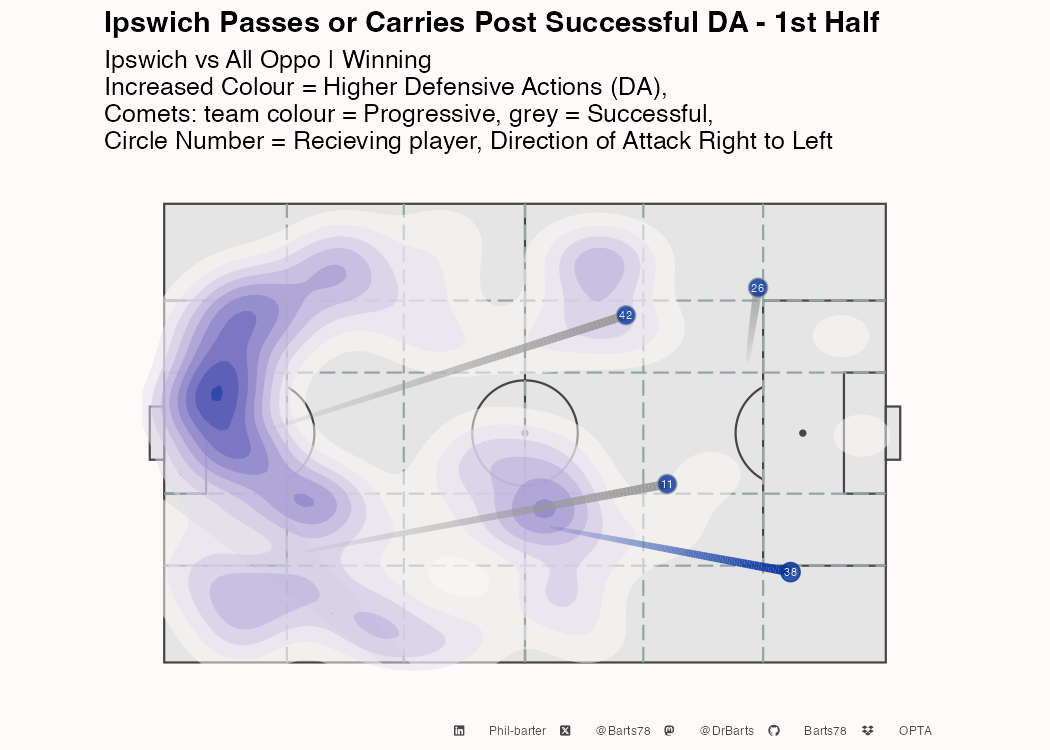 Ipswich Passes or Carries Post Successful DA - 1st Half
Ipswich vs All Oppo | Winning
Increased Colour = Higher Defensive Actions (DA),
Comets: team colour = Progressive, grey = Successful,
Circle Number = Recieving player, Direction of Attack Right to Left
26
42
11
38
Phil-barter @Barts78 @DrBarts Barts78 OPTA